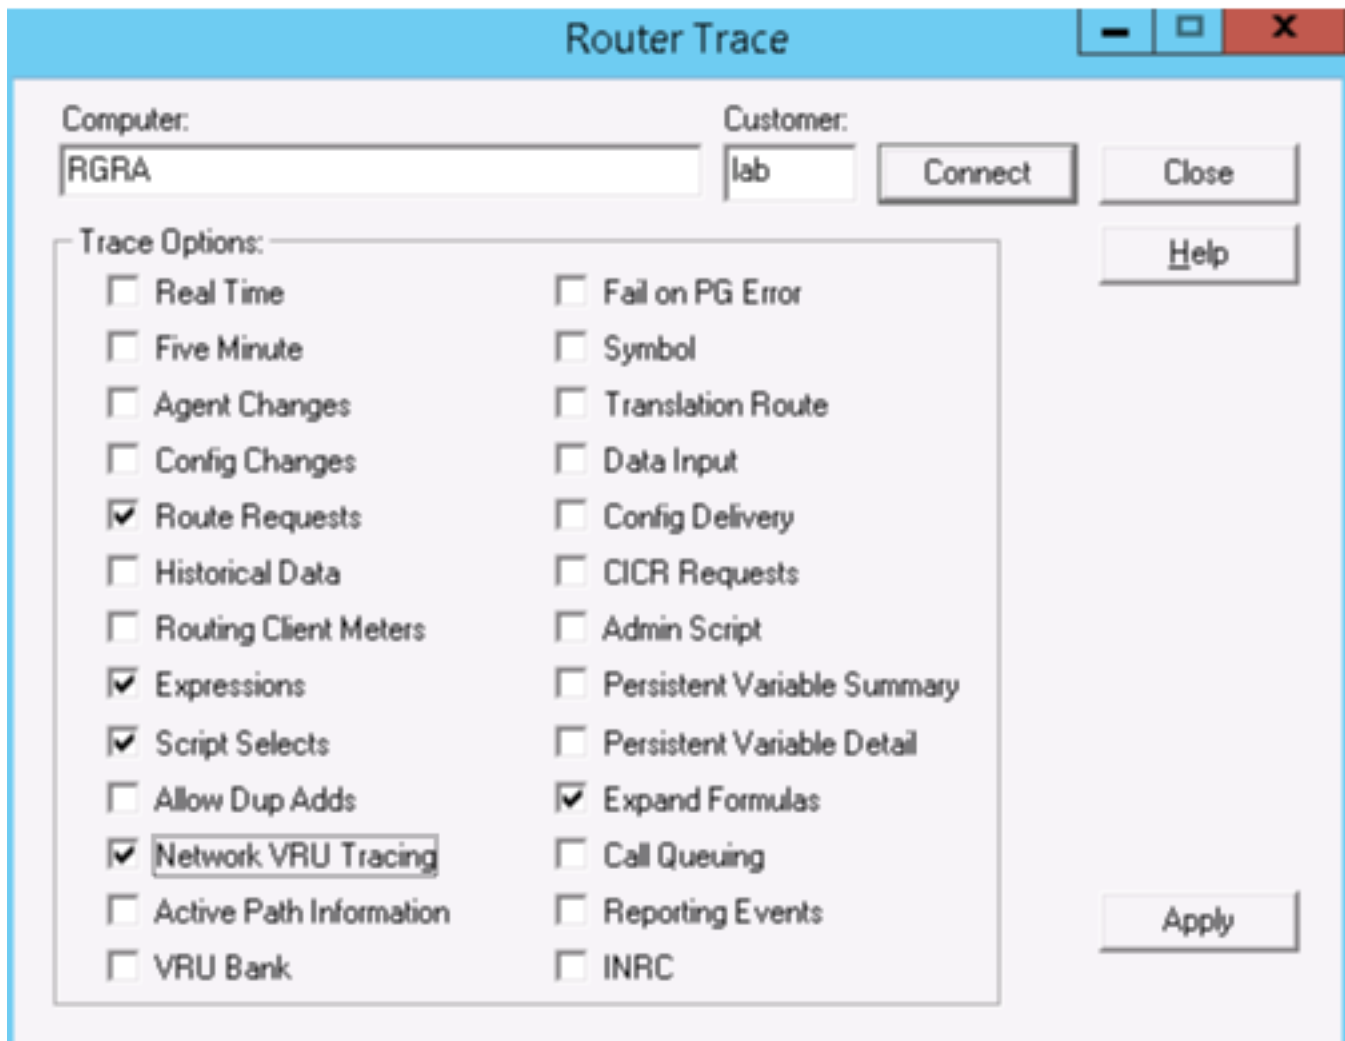 Router Trace
Computer:
Customer:
RGRA
lab
Connect
Close
Help
Trace Options:
Real Time
Fail on PG Error
Five Minute
Symbol
Agent Changes
Translation Route
Config Changes
Data Input
Route Requests
Config Delivery
Historical Data
CICR Requests
Routing Client Meters
Admin Script
Expressions
Persistent Variable Summary
Script Selects
Persistent Variable Detail
Allow Dup Adds
Expand Formulas
Network VRU Tracing
Call Queuing
Active Path Information
Reporting Events
Apply
VRU Bank
INRC